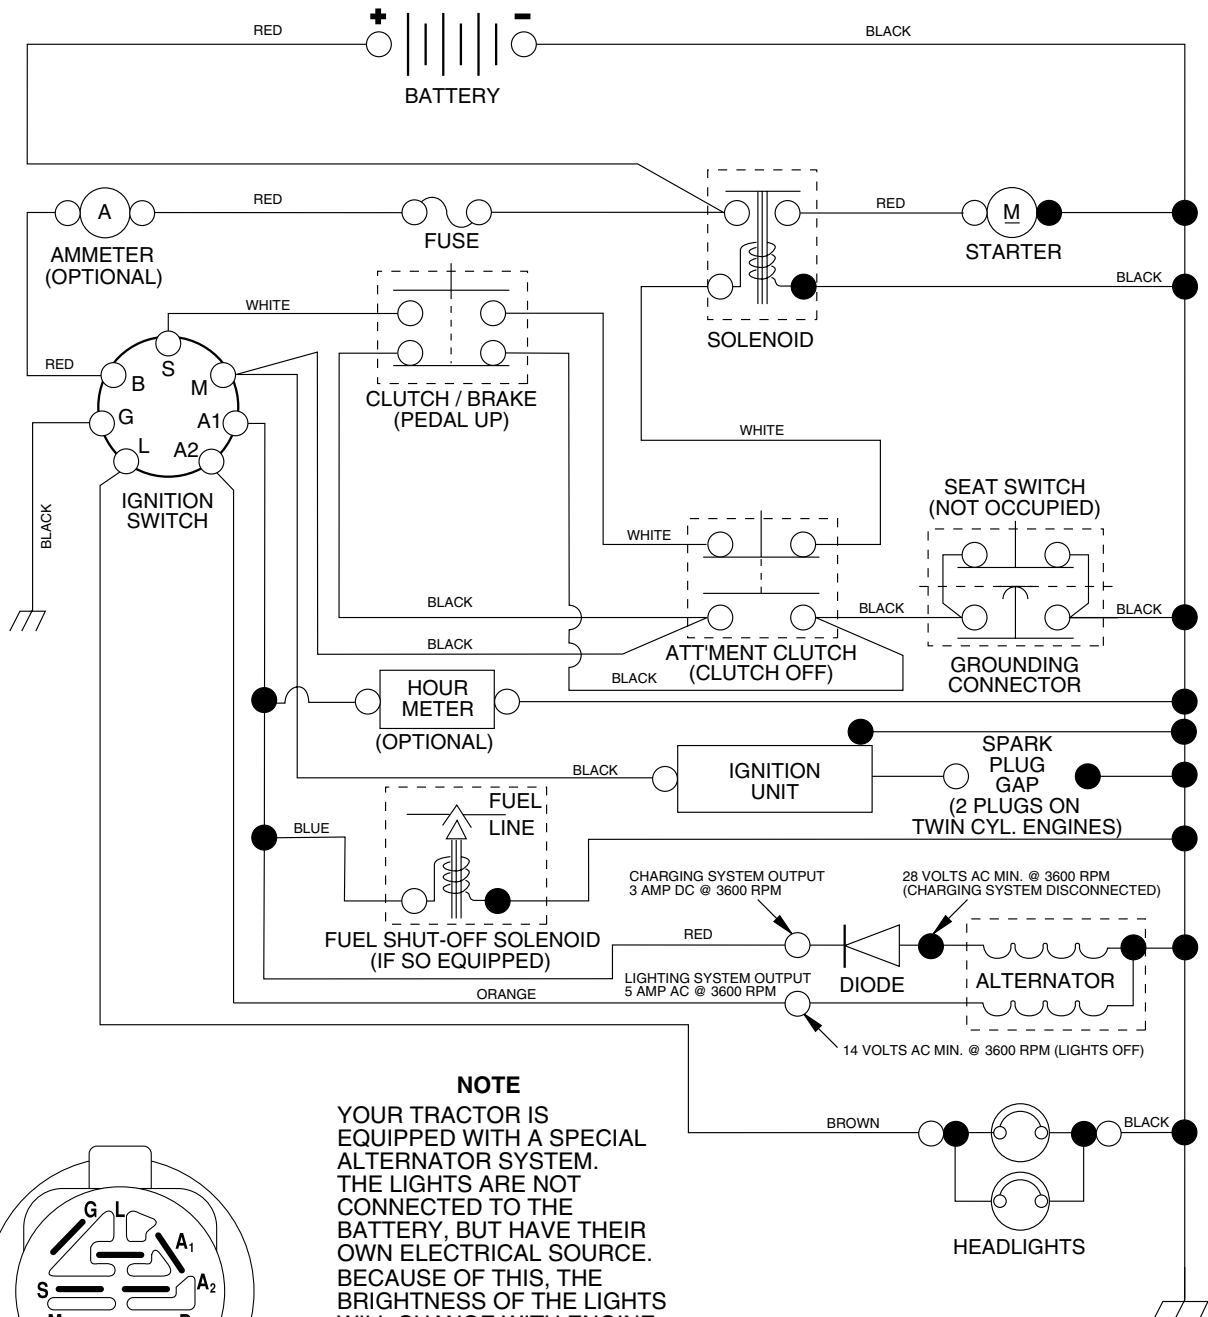 + -
RED
BLACK
BATTERY
A
RED
RED
M
AMMETER
(OPTIONAL)
FUSE
STARTER
WHITE
BLACK
SOLENOID
RED
S
B
M
G
A1
L
A2
CLUTCH / BRAKE
(PEDAL UP)
WHITE
IGNITION
SWITCH
BLACK
SEAT SWITCH
(NOT OCCUPIED)
WHITE
BLACK
BLACK
BLACK
BLACK
ATT'MENT CLUTCH
(CLUTCH OFF)
BLACK
GROUNDING
CONNECTOR
HOUR
METER
(OPTIONAL)
BLACK
IGNITION
UNIT
SPARK
PLUG
GAP
(2 PLUGS ON
TWIN CYL. ENGINES)
FUEL
LINE
BLUE
CHARGING SYSTEM OUTPUT
3 AMP DC @ 3600 RPM
28 VOLTS AC MIN. @ 3600 RPM
(CHARGING SYSTEM DISCONNECTED)
FUEL SHUT-OFF SOLENOID
(IF SO EQUIPPED)
RED
DIODE
ALTERNATOR
LIGHTING SYSTEM OUTPUT
5 AMP AC @ 3600 RPM
ORANGE
14 VOLTS AC MIN. @ 3600 RPM (LIGHTS OFF)
NOTE
YOUR TRACTOR IS
EQUIPPED WITH A SPECIAL
ALTERNATOR SYSTEM.
THE LIGHTS ARE NOT
CONNECTED TO THE
BATTERY, BUT HAVE THEIR
OWN ELECTRICAL SOURCE.
BECAUSE OF THIS, THE
BRIGHTNESS OF THE LIGHTS
WILL CHANGE WITH ENGINE
BROWN
BLACK
HEADLIGHTS
G L
A1
A2
S